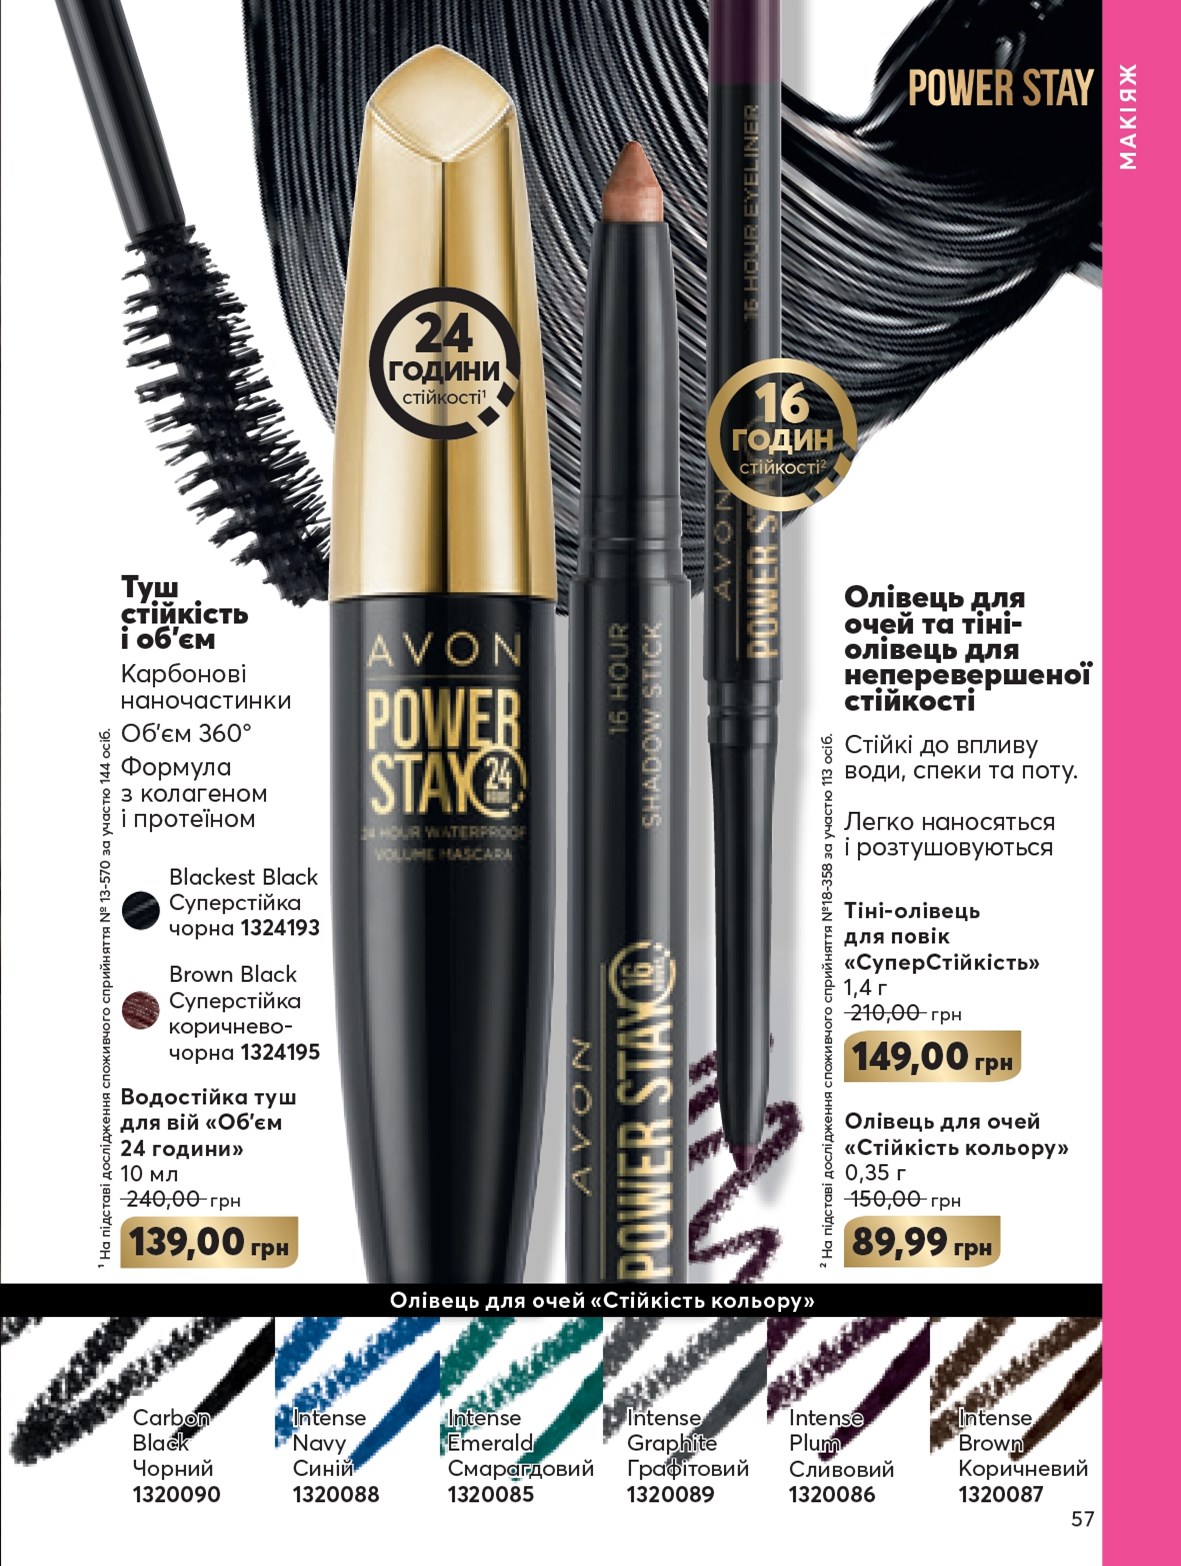 POWER STAY
МАКІЯЖ
24
ГОДИНИ
стійкості¹
16 HOUR EYELINER
16
ГОДИН
стійкості²
AVON
POWER STAY
Туш
стійкість
і об'єм
Карбонові
наночастинки
Об'єм 360°
Формула
з колагеном
і протеїном
Blackest Black
Суперстійка
чорна 1324193
Brown Black
Суперстійка
коричнево-
чорна 1324195
Водостійка туш
для вій «Об'єм
24 години»
10 мл
240,00 грн
139,00 грн
¹ На підставі дослідження споживчого сприйняття № 13-570 за участю 144 осіб.
AVON
POWER
STAY 24
24 HOUR WATERPROOF
VOLUME MASCARA
16 HOUR
SHADOW STICK
AVON
POWER STAY 16
Олівець для
очей та тіні-
олівець для
неперевершеної
стійкості
Стійкі до впливу
води, спеки та поту.
Легко наносяться
і розтушовуються
Тіні-олівець
для повік
«СуперСтійкість»
1,4 г
210,00 грн
149,00 грн
Олівець для очей
«Стійкість кольору»
0,35 г
150,00 грн
89,99 грн
² На підставі дослідження споживчого сприйняття №18-358 за участю 113 осіб.
Олівець для очей «Стійкість кольору»
Carbon
Black
Чорний
1320090
Intense
Navy
Синій
1320088
Intense
Emerald
Смарагдовий
1320085
Intense
Graphite
Графітовий
1320089
Intense
Plum
Сливовий
1320086
Intense
Brown
Коричневий
1320087
57